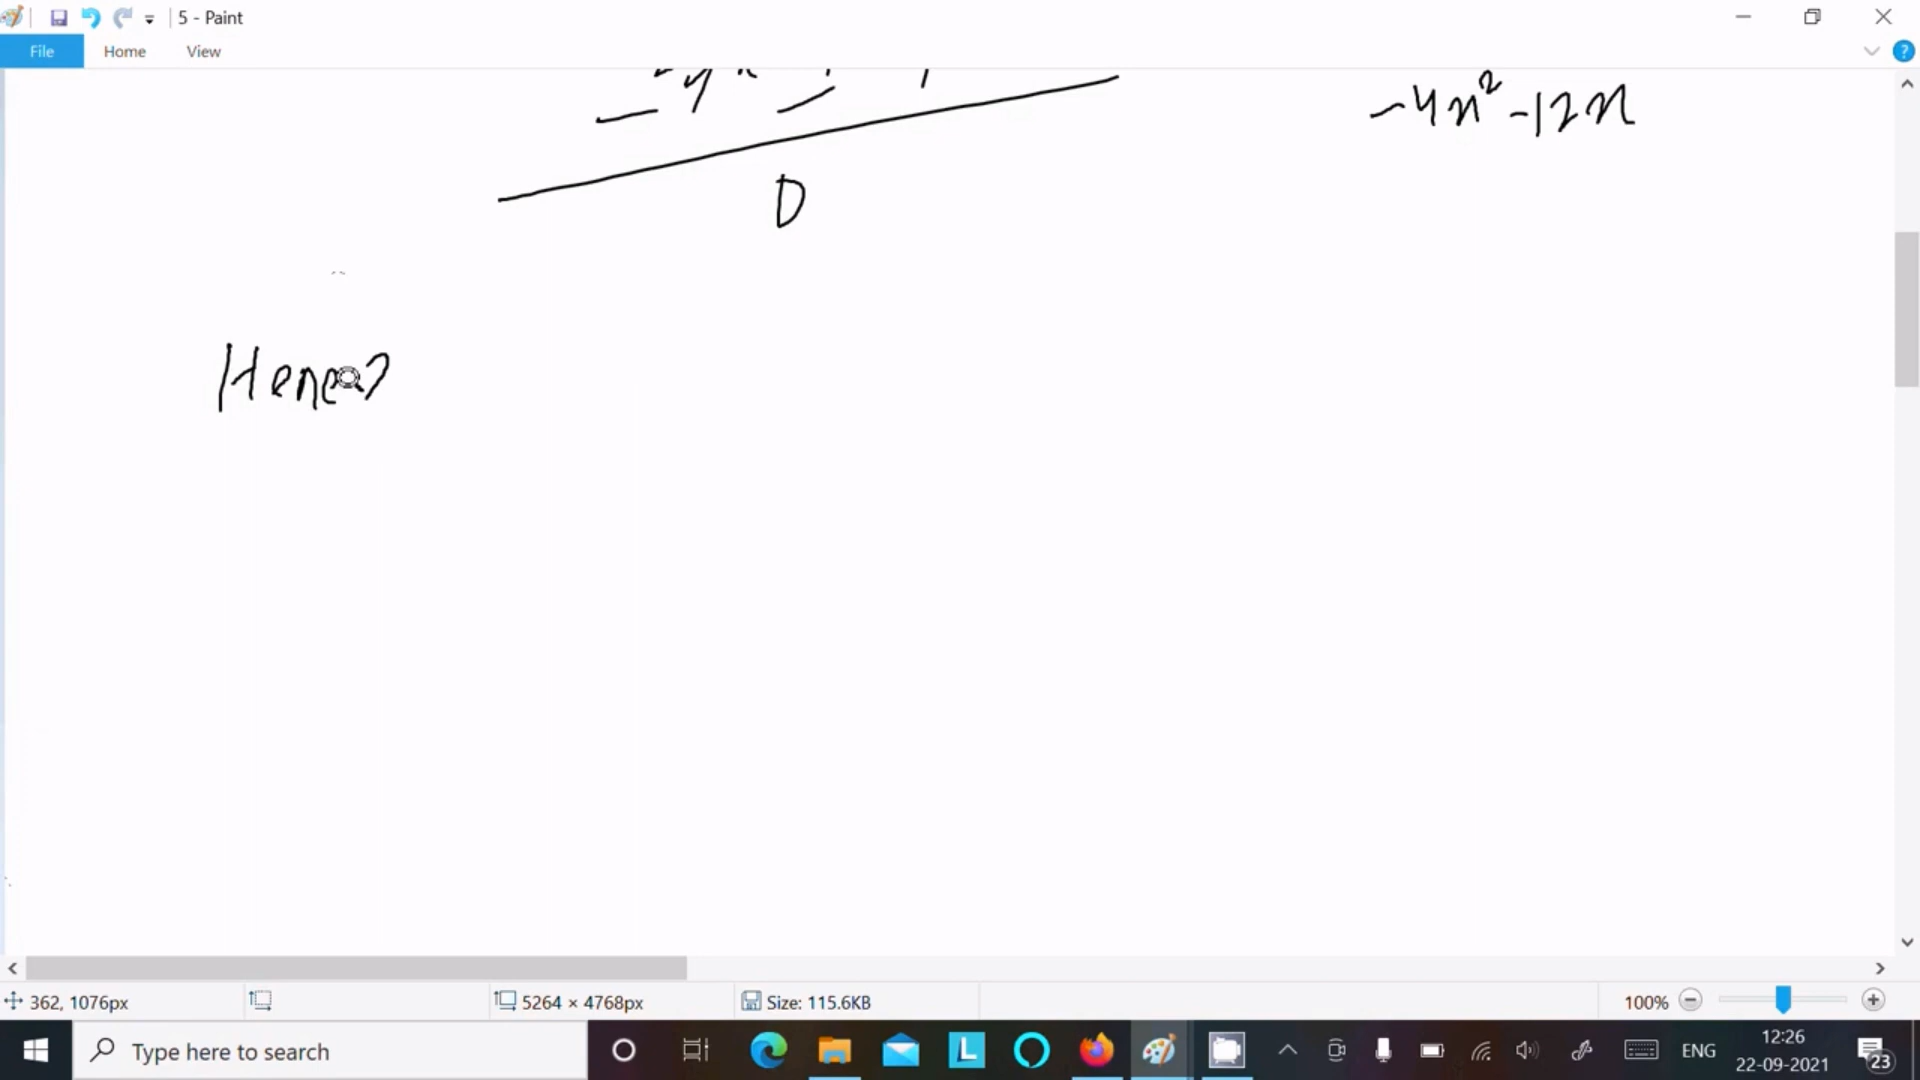 5 - Paint
File Home View
-4x² -12x
0
Hence,
362, 1076px
5264 × 4768px
Size: 115.6KB
100%
Type here to search
ENG
12:26
22-09-2021
23